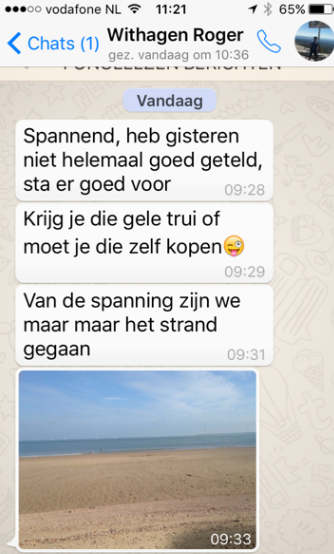 vodafone NL 11:21 65%
Chats (1) Withagen Roger
gez. vandaag om 10:36
Vandaag
Spannend, heb gisteren
niet helemaal goed geteld,
sta er goed voor
09:28
Krijg je die gele trui of
moet je die zelf kopen😜
09:29
Van de spanning zijn we
maar maar het strand
gegaan
09:31
09:33